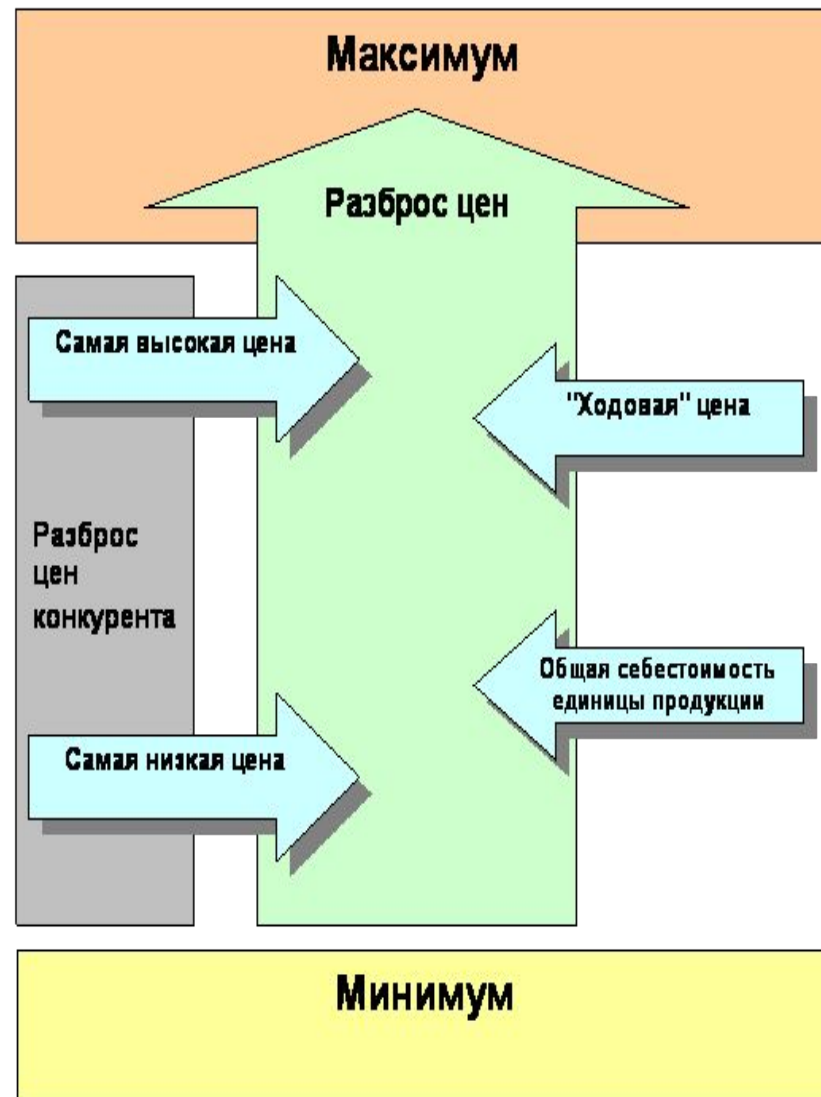 Максимум
Разброс цен
Самая высокая цена
"Ходовая" цена
Разброс
цен
конкурента
Общая себестоимость
единицы продукции
Самая низкая цена
Минимум